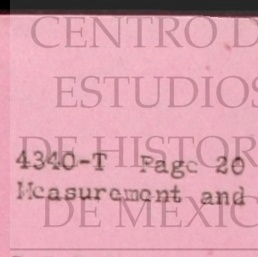 CENTRO D
ESTUDIOS
DE HISTOR
4340-T Page 20
Measurement and
DE MEXIC